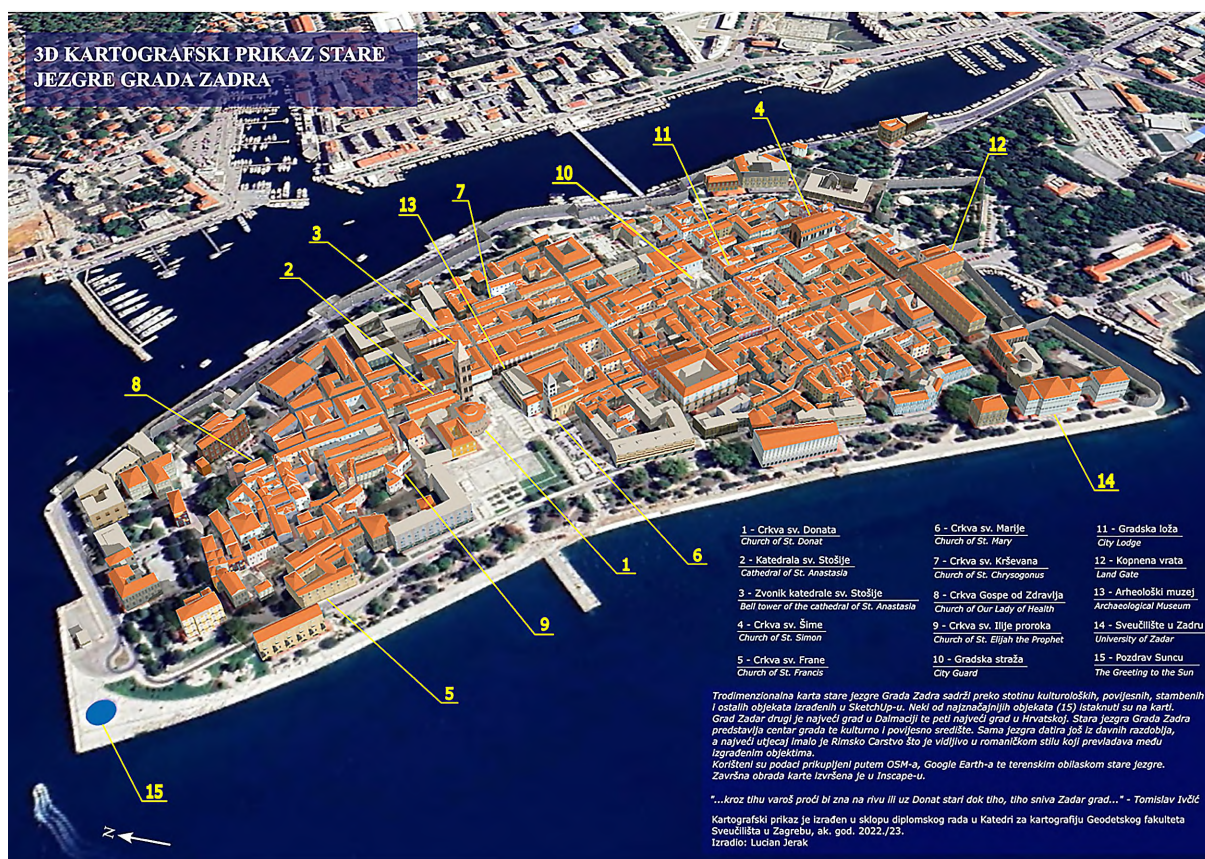 3D KARTOGRAFSKI PRIKAZ STARE
JEZGRE GRADA ZADRA
4
11
12
10
7
13
3
2
8
14
6
1
9
5
15
N
1 - Crkva sv. Donata
Church of St. Donat
2 - Katedrala sv. Stošije
Cathedral of St. Anastasia
3 - Zvonik katedrale sv. Stošije
Bell tower of the cathedral of St. Anastasia
4 - Crkva sv. Šime
Church of St. Simon
5 - Crkva sv. Frane
Church of St. Francis
6 - Crkva sv. Marije
Church of St. Mary
7 - Crkva sv. Krševana
Church of St. Chrysogonus
8 - Crkva Gospe od Zdravlja
Church of Our Lady of Health
9 - Crkva sv. Ilije proroka
Church of St. Elijah the Prophet
10 - Gradska straža
City Guard
11 - Gradska loža
City Lodge
12 - Kopnena vrata
Land Gate
13 - Arheološki muzej
Archaeological Museum
14 - Sveučilište u Zadru
University of Zadar
15 - Pozdrav Suncu
The Greeting to the Sun
Trodimenzionalna karta stare jezgre Grada Zadra sadrži preko stotinu kulturoloških, povijesnih, stambenih
i ostalih objekata izrađenih u SketchUp-u. Neki od najznačajnijih objekata (15) istaknuti su na karti.
Grad Zadar drugi je najveći grad u Dalmaciji te peti najveći grad u Hrvatskoj. Stara jezgra Grada Zadra
predstavlja centar grada te kulturno i povijesno središte. Sama jezgra datira još iz davnih razdoblja,
a najveći utjecaj imalo je Rimsko Carstvo što je vidljivo u romaničkom stilu koji prevladava među
izgrađenim objektima.
Korišteni su podaci prikupljeni putem OSM-a, Google Earth-a te terenskim obilaskom stare jezgre.
Završna obrada karte izvršena je u Inscape-u.
"...kroz tihu varoš proći bi zna na rivu ili uz Donat stari dok tiho, tiho sniva Zadar grad..." - Tomislav Ivčić
Kartografski prikaz je izrađen u sklopu diplomskog rada u Katedri za kartografiju Geodetskog fakulteta
Sveučilišta u Zagrebu, ak. god. 2022./23.
Izradio: Lucian Jerak